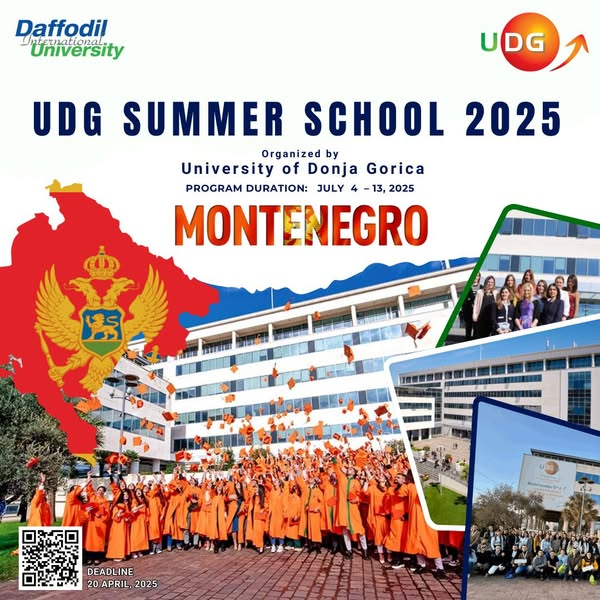 Daffodil
International
University
UDG
UDG SUMMER SCHOOL 2025
Organized by
University of Donja Gorica
PROGRAM DURATION: JULY 4 – 13, 2025
MONTENEGRO
UDG
DEADLINE
20 APRIL, 2025